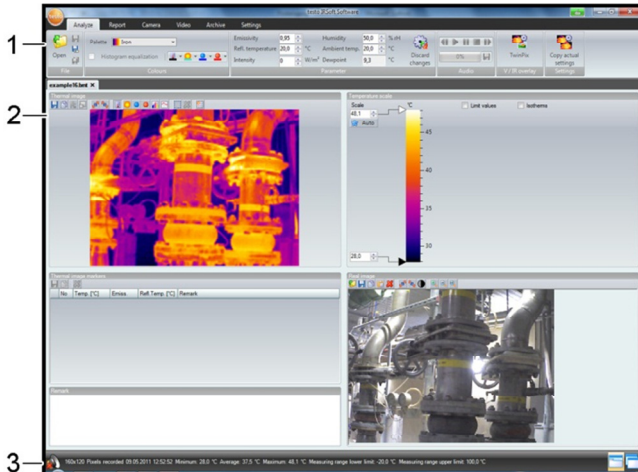 testo IRSoft Software
Analyze Report Camera Video Archive Settings
1
Open
Palette Iron
Histogram equalization
Emissivity 0,95 Humidity 50,0 % rH
Refl. temperature 20,0 °C Ambient temp. 20,0 °C
Intensity 0 W/m² Dewpoint 9,3 °C
Discard changes
0%
TwinPix
Copy actual settings
File Colours Parameter Audio V / IR overlay Settings
example16.bmt X
2
Thermal image
Temperature scale
Scale °C
48,1
Auto
Limit values Isotherms
45
40
35
30
28,0
Thermal image markers
No Temp. [°C] Emiss. Refl.Temp. [°C] Remark
Real image
Remark
3
160x120 Pixels recorded 09.05.2011 12:52:52 Minimum: 28,0 °C Average: 37,5 °C Maximum: 48,1 °C Measuring range lower limit: -20,0 °C Measuring range upper limit: 100,0 °C